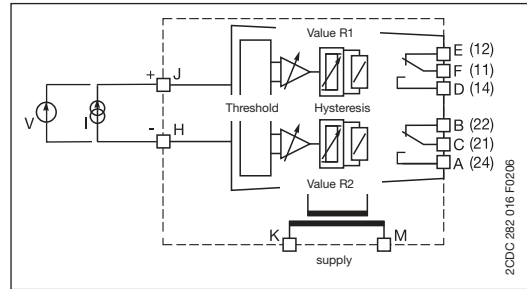 Value R1
E (12)
F (11)
D (14)
+ J
Threshold Hysteresis
V I
- H
B (22)
C (21)
A (24)
Value R2
K M
supply
2CDC 282 016 F0206